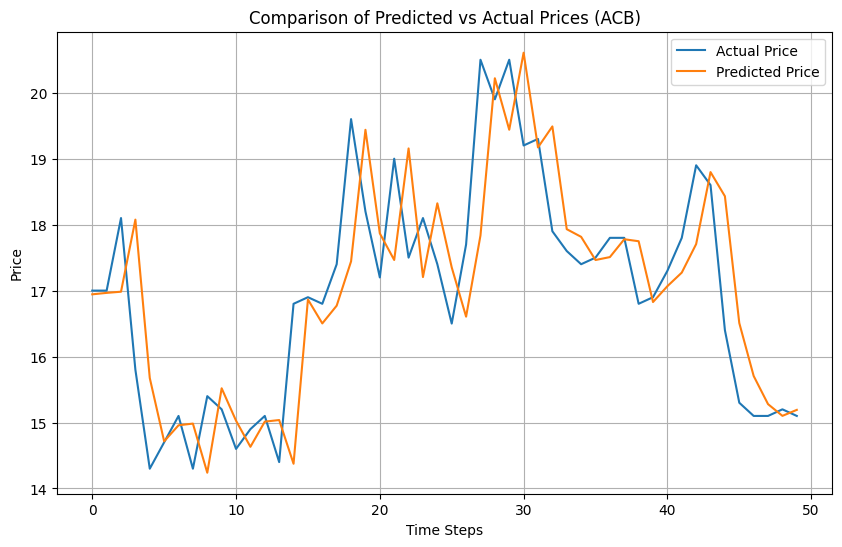 Comparison of Predicted vs Actual Prices (ACB)
Actual Price
Predicted Price
Price
20
19
18
17
16
15
14
0 10 20 30 40 50
Time Steps